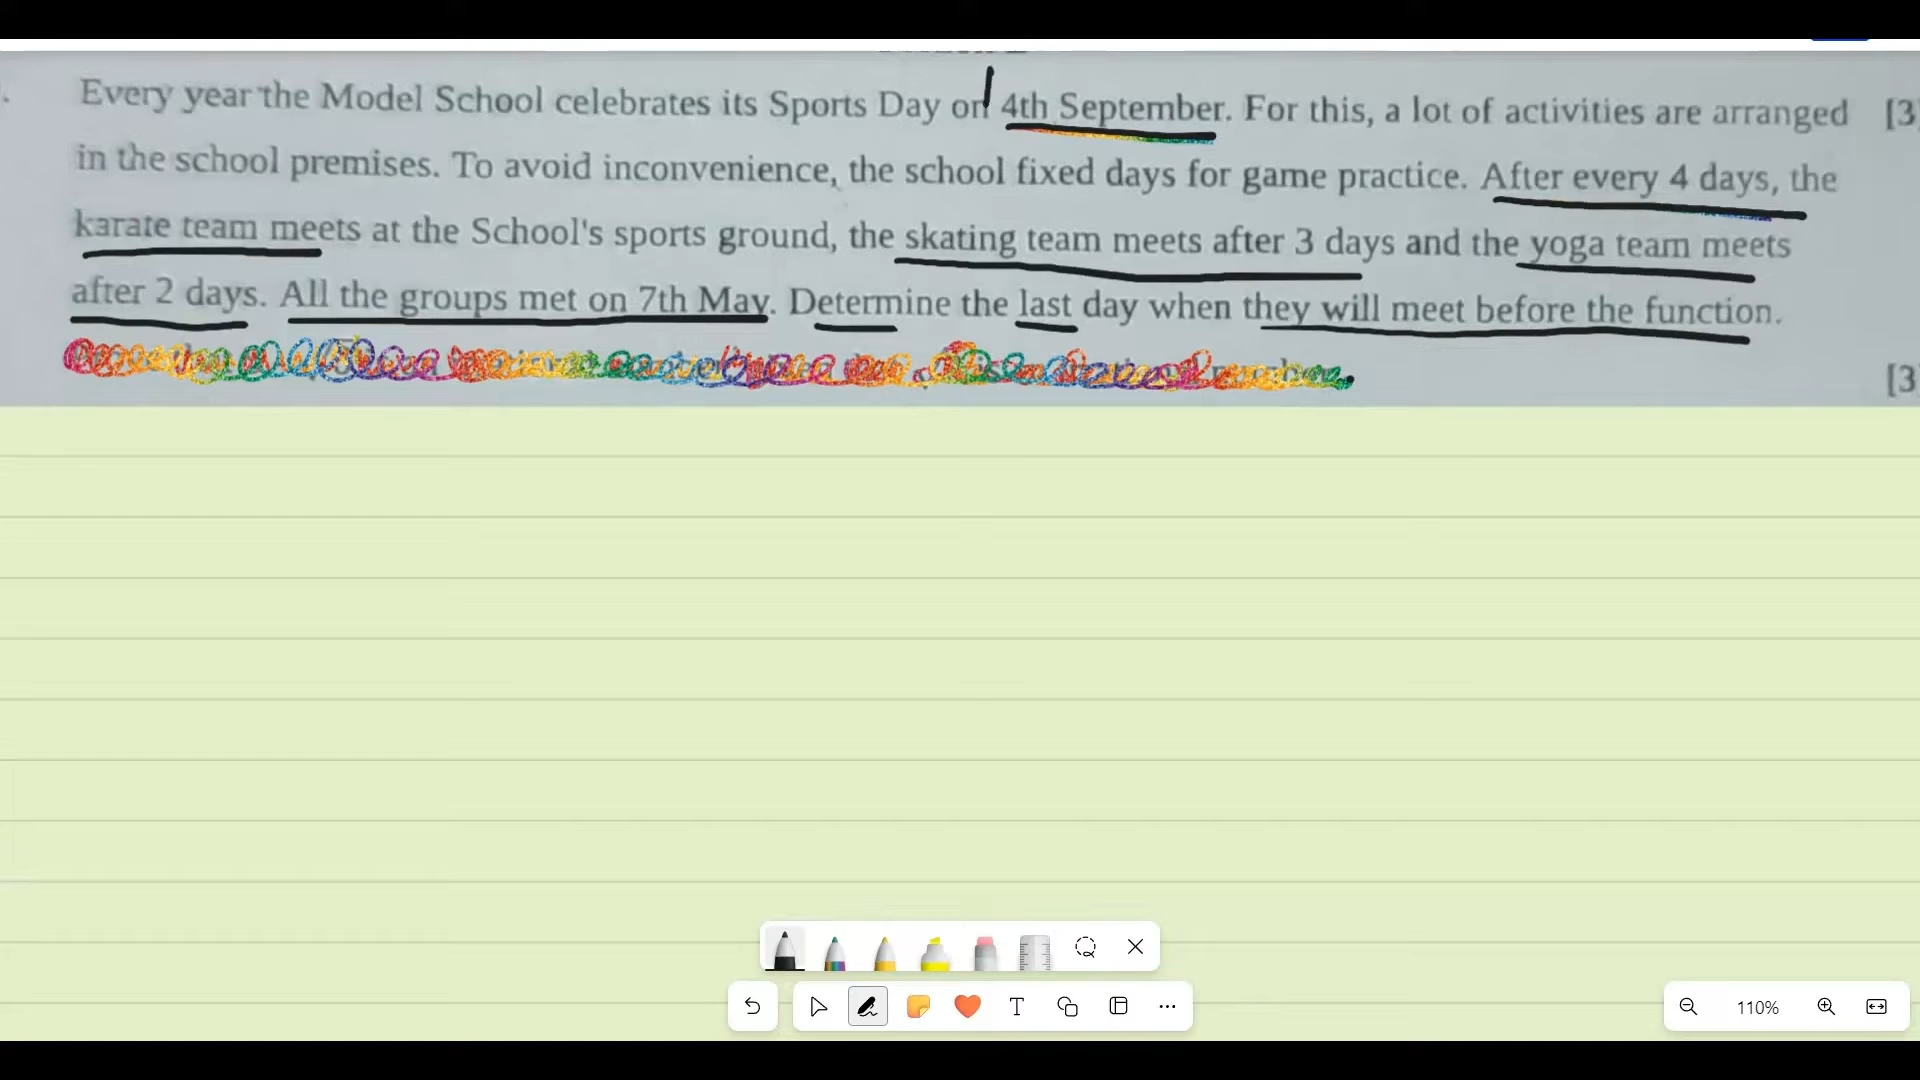 Every year the Model School celebrates its Sports Day on 4th September. For this, a lot of activities are arranged [3
in the school premises. To avoid inconvenience, the school fixed days for game practice. After every 4 days, the
karate team meets at the School's sports ground, the skating team meets after 3 days and the yoga team meets
after 2 days. All the groups met on 7th May. Determine the last day when they will meet before the function.
[3
110%